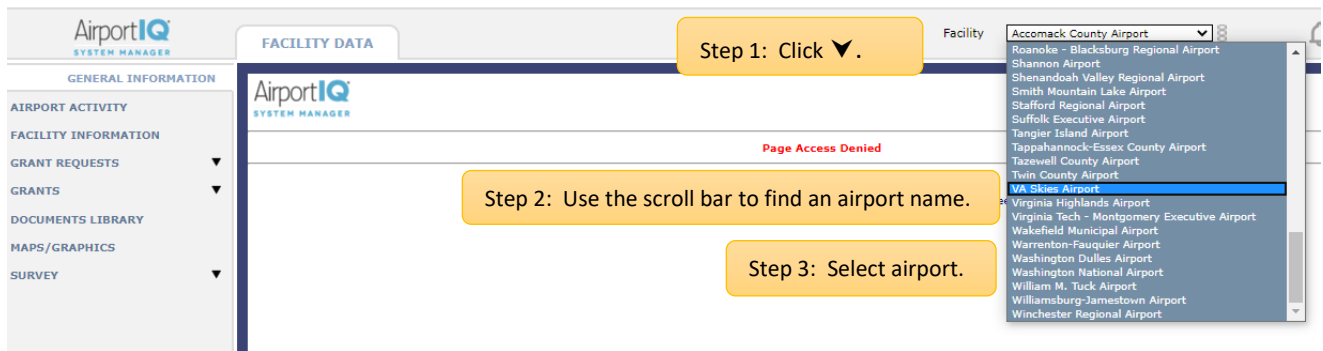 AirportIQ
SYSTEM MANAGER
FACILITY DATA
Step 1: Click ⮟.
Facility
Accomack County Airport
GENERAL INFORMATION
AIRPORT ACTIVITY
FACILITY INFORMATION
GRANT REQUESTS ▼
GRANTS ▼
DOCUMENTS LIBRARY
MAPS/GRAPHICS
SURVEY ▼
AirportIQ
SYSTEM MANAGER
Page Access Denied
Step 2: Use the scroll bar to find an airport name.
Step 3: Select airport.
Roanoke - Blacksburg Regional Airport
Shannon Airport
Shenandoah Valley Regional Airport
Smith Mountain Lake Airport
Stafford Regional Airport
Suffolk Executive Airport
Tangier Island Airport
Tappahannock-Essex County Airport
Tazewell County Airport
Twin County Airport
VA Skies Airport
Virginia Highlands Airport
Virginia Tech - Montgomery Executive Airport
Wakefield Municipal Airport
Warrenton-Fauquier Airport
Washington Dulles Airport
Washington National Airport
William M. Tuck Airport
Williamsburg-Jamestown Airport
Winchester Regional Airport